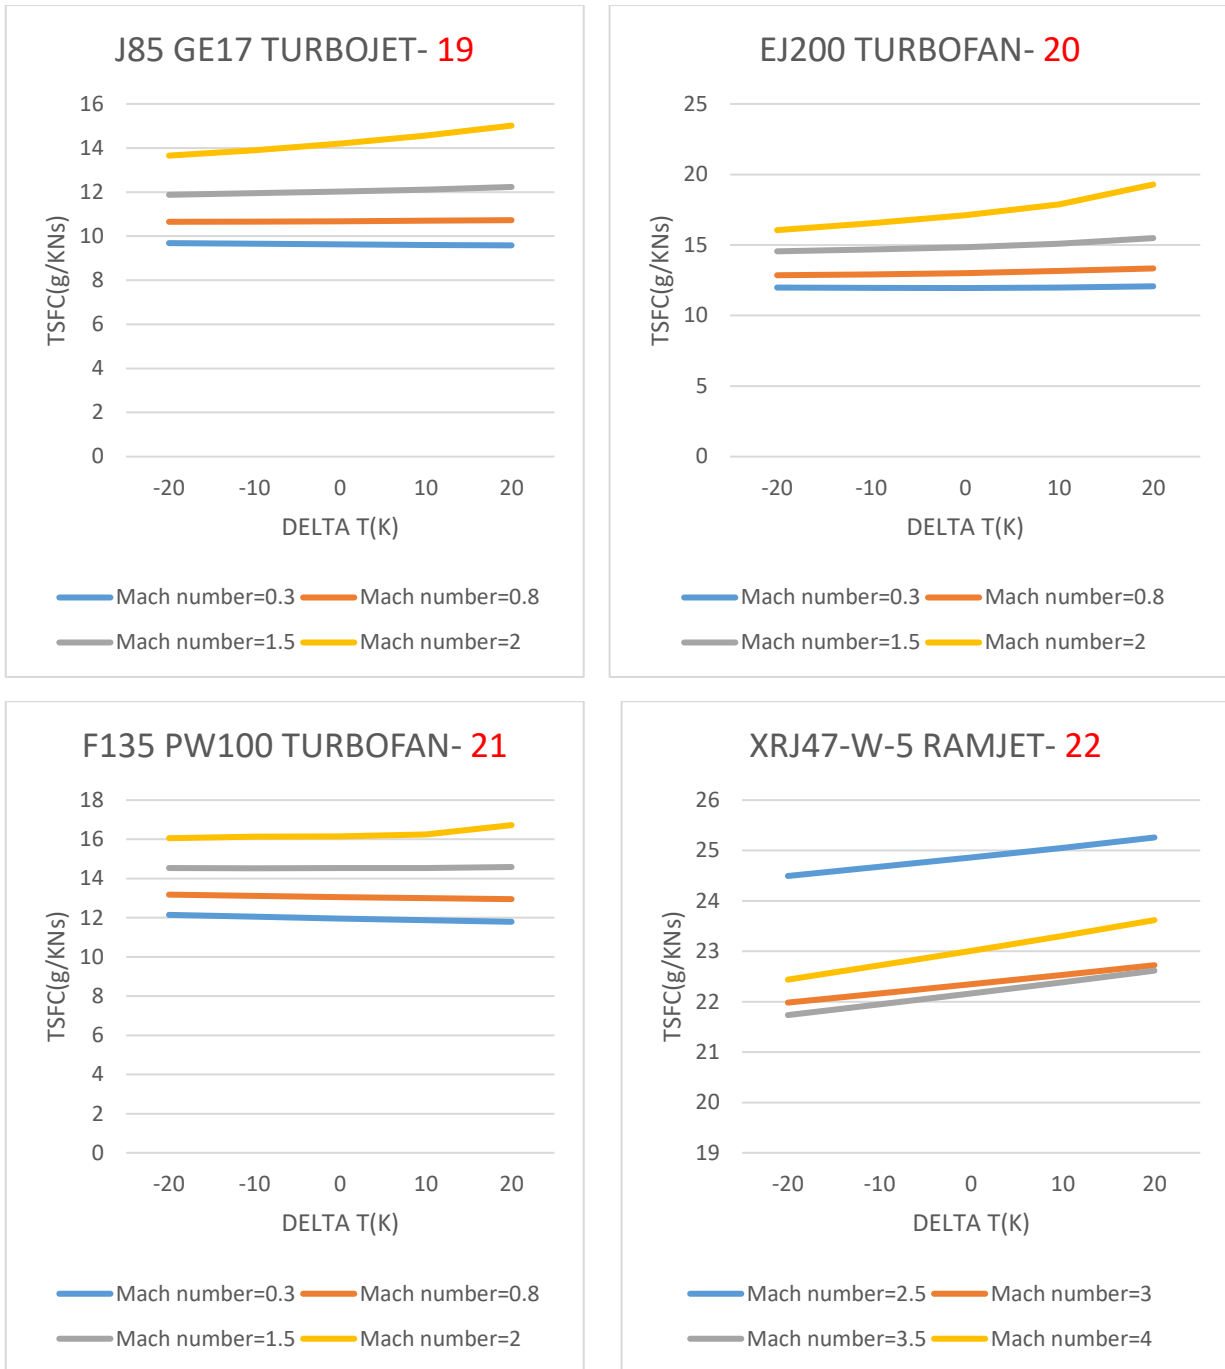 J85 GE17 TURBOJET- 19
16
14
12
10
8
6
4
2
0
TSFC(g/KNs)
-20 -10 0 10 20
DELTA T(K)
Mach number=0.3 Mach number=0.8
Mach number=1.5 Mach number=2
EJ200 TURBOFAN- 20
25
20
15
10
5
0
TSFC(g/KNs)
-20 -10 0 10 20
DELTA T(K)
Mach number=0.3 Mach number=0.8
Mach number=1.5 Mach number=2
F135 PW100 TURBOFAN- 21
18
16
14
12
10
8
6
4
2
0
TSFC(g/KNs)
-20 -10 0 10 20
DELTA T(K)
Mach number=0.3 Mach number=0.8
Mach number=1.5 Mach number=2
XRJ47-W-5 RAMJET- 22
26
25
24
23
22
21
20
19
TSFC(g/KNs)
-20 -10 0 10 20
DELTA T(K)
Mach number=2.5 Mach number=3
Mach number=3.5 Mach number=4